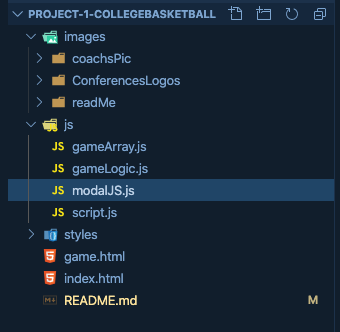 PROJECT-1-COLLEGEBASKETBALL
images
coachsPic
ConferencesLogos
readMe
js
JS gameArray.js
JS gameLogic.js
JS modalJS.js
JS script.js
styles
game.html
index.html
README.md M